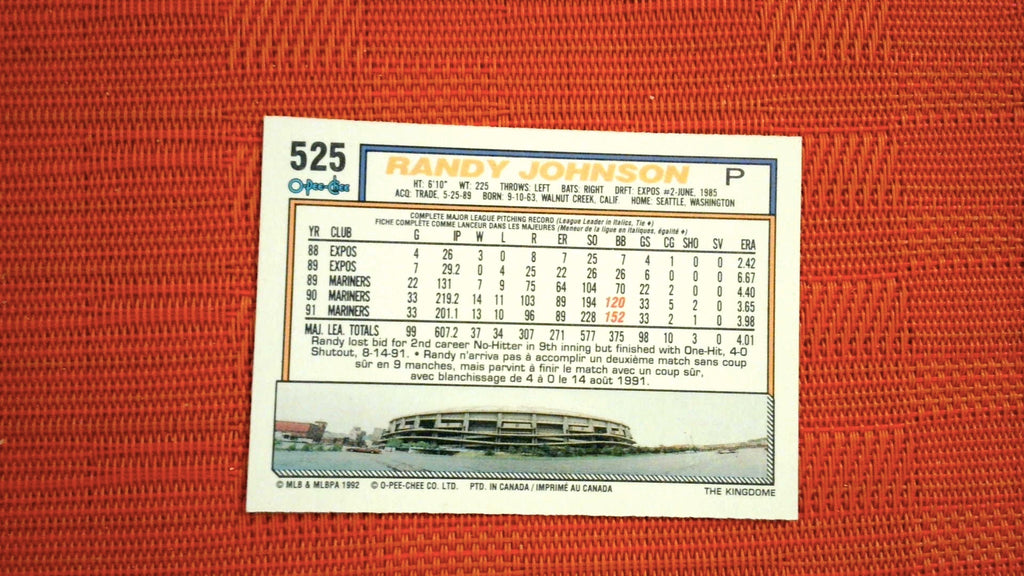 525
O-Pee-Chee
RANDY JOHNSON P
HT: 6'10" WT: 225 THROWS: LEFT BATS: RIGHT DRFT: EXPOS #2-JUNE, 1985
ACQ: TRADE, 5-25-89 BORN: 9-10-63, WALNUT CREEK, CALIF. HOME: SEATTLE, WASHINGTON
COMPLETE MAJOR LEAGUE PITCHING RECORD (League Leader in Italics, Tie ♦)
FICHE COMPLÈTE COMME LANCEUR DANS LES MAJEURES (Meneur de la ligue en italiques, égalité ♦)
YR CLUB G IP W L R ER SO BB GS CG SHO SV ERA
88 EXPOS 4 26 3 0 8 7 25 7 4 1 0 0 2.42
89 EXPOS 7 29.2 0 4 25 22 26 26 6 0 0 0 6.67
89 MARINERS 22 131 7 9 75 64 104 70 22 2 0 0 4.40
90 MARINERS 33 219.2 14 11 103 89 194 120 33 5 2 0 3.65
91 MARINERS 33 201.1 13 10 96 89 228 152 33 2 1 0 3.98
MAJ. LEA. TOTALS 99 607.2 37 34 307 271 577 375 98 10 3 0 4.01
Randy lost bid for 2nd career No-Hitter in 9th inning but finished with One-Hit, 4-0
Shutout, 8-14-91. • Randy n'arriva pas à accomplir un deuxième match sans coup
sûr en 9 manches, mais parvint à finir le match avec un coup sûr,
avec blanchissage de 4 à 0 le 14 août 1991.
© MLB & MLBPA 1992 © O-PEE-CHEE CO. LTD. PTD. IN CANADA / IMPRIMÉ AU CANADA
THE KINGDOME